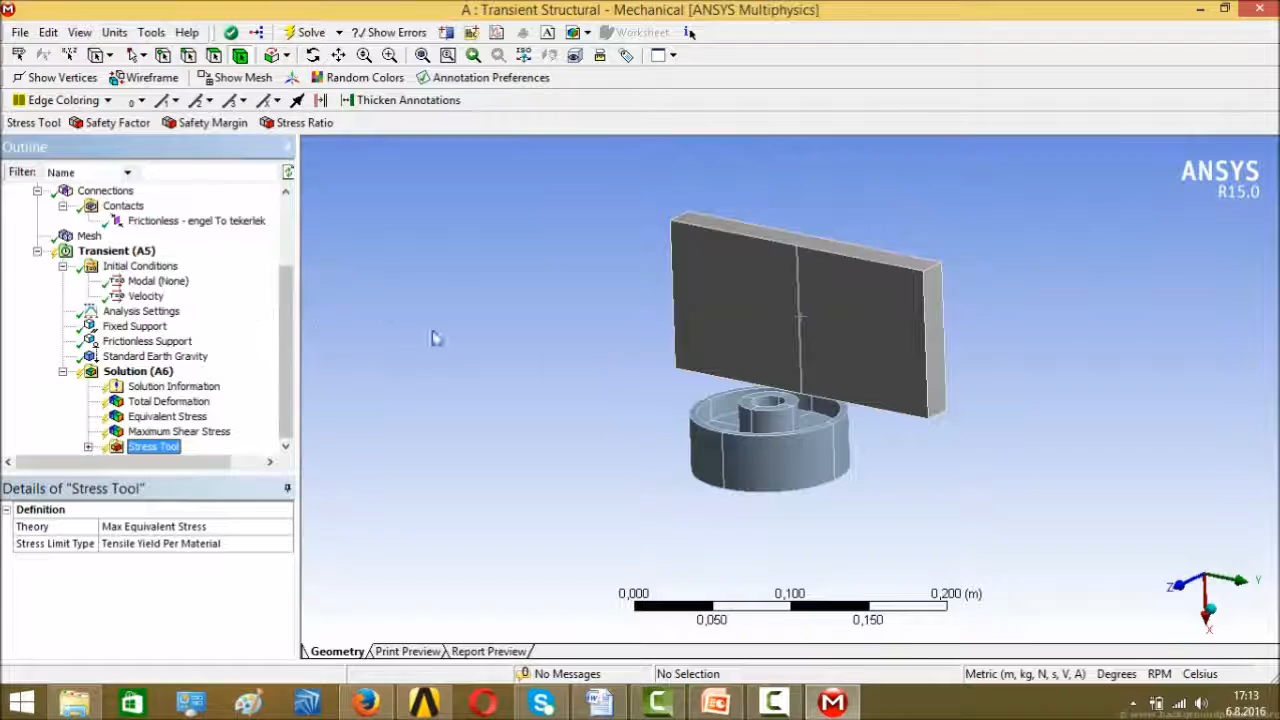 A : Transient Structural - Mechanical [ANSYS Multiphysics]
File Edit View Units Tools Help Solve ?/ Show Errors Worksheet
Show Vertices Wireframe Show Mesh Random Colors Annotation Preferences
Edge Coloring Thicken Annotations
Stress Tool Safety Factor Safety Margin Stress Ratio
Outline
Filter: Name
Connections
Contacts
Frictionless - engel To tekerlek
Mesh
Transient (A5)
Initial Conditions
Modal (None)
Velocity
Analysis Settings
Fixed Support
Frictionless Support
Standard Earth Gravity
Solution (A6)
Solution Information
Total Deformation
Equivalent Stress
Maximum Shear Stress
Stress Tool
Details of "Stress Tool"
Definition
Theory Max Equivalent Stress
Stress Limit Type Tensile Yield Per Material
ANSYS
R15.0
0,000 0,100 0,200 (m)
0,050 0,150
Z Y
X
Geometry Print Preview Report Preview
No Messages No Selection Metric (m, kg, N, s, V, A) Degrees RPM Celsius
17:13
6.8.2016